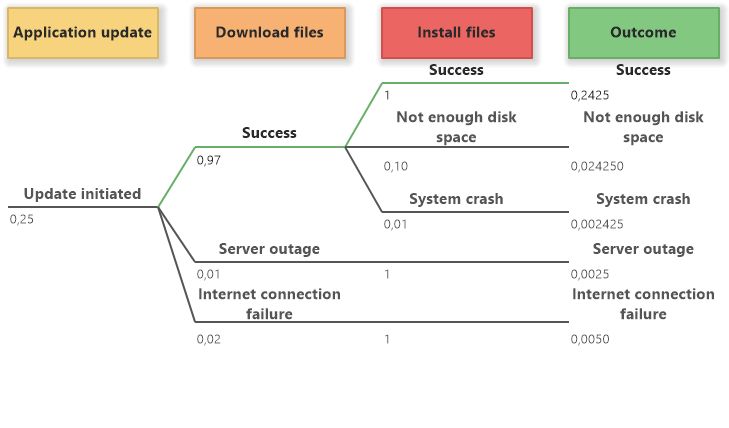 Application update
Download files
Install files
Outcome
Success
Success
1
0,2425
Not enough disk
space
Not enough disk
space
Success
0,97
0,10
0,024250
Update initiated
0,25
System crash
System crash
0,01
0,002425
Server outage
Server outage
0,01
1
0,0025
Internet connection
failure
Internet connection
failure
0,02
1
0,0050